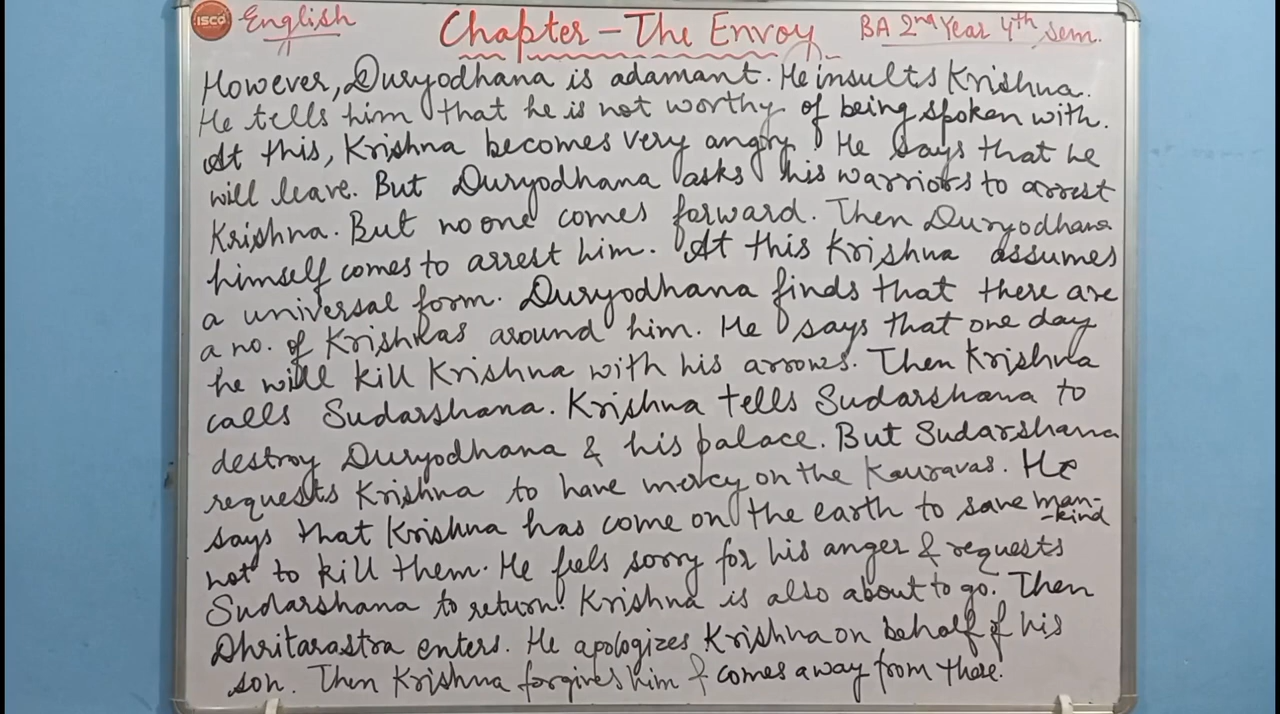 ISCO English Chapter - The Envoy BA 2nd Year 4th Sem.
However, Duryodhana is adamant. He insults Krishna.
He tells him that he is not worthy of being spoken with.
At this, Krishna becomes very angry. He says that he
will leave. But Duryodhana asks his warriors to arrest
Krishna. But no one comes forward. Then Duryodhana
himself comes to arrest him. At this Krishna assumes
a universal form. Duryodhana finds that there are
a no. of Krishkas around him. He says that one day
he will kill Krishna with his arrows. Then Krishna
calls Sudarshana. Krishna tells Sudarshana to
destroy Duryodhana & his palace. But Sudarshana
requests Krishna to have mercy on the Kauravas. He
says that Krishna has come on the earth to save man-
-kind
not to kill them. He feels sorry for his anger & requests
Sudarshana to return. Krishna is also about to go. Then
Dhritarastra enters. He apologizes Krishna on behalf of his
son. Then Krishna forgives him & comes away from there.